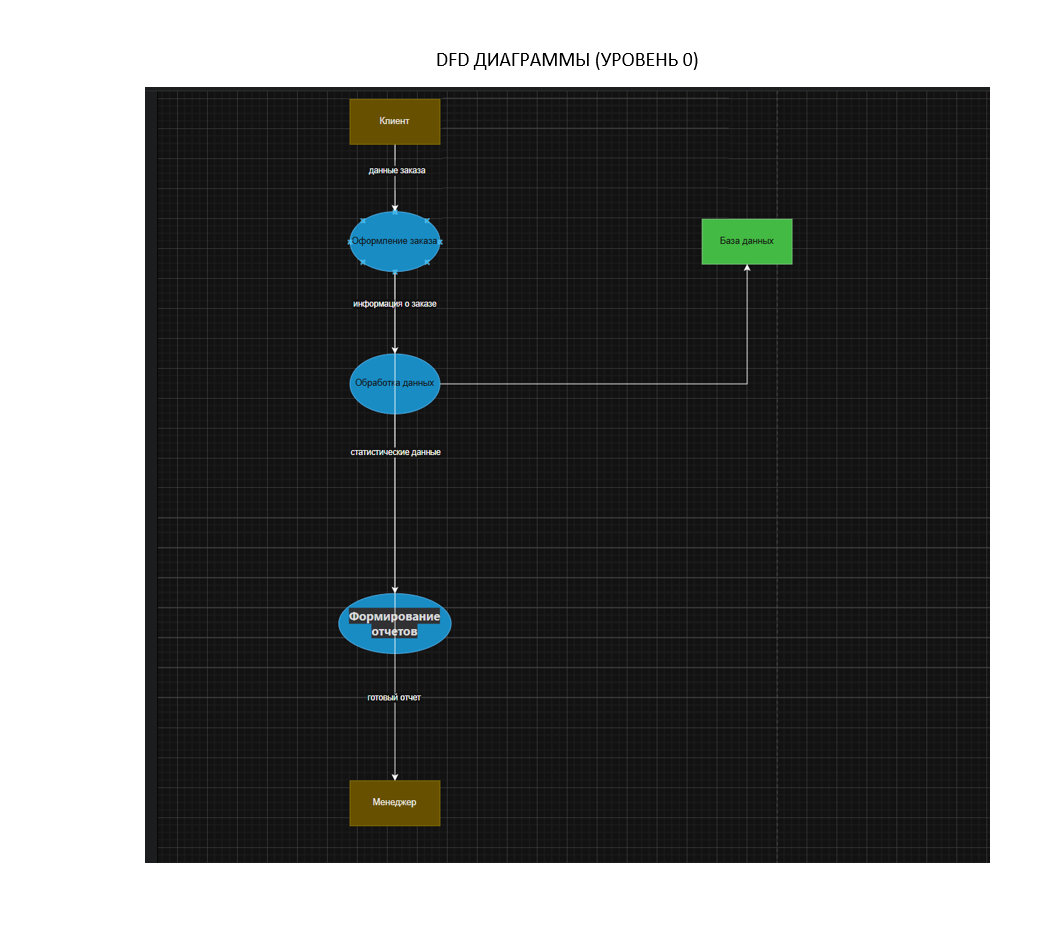 DFD ДИАГРАММЫ (УРОВЕНЬ 0)
Клиент
данные заказа
Оформление заказа
База данных
информация о заказе
Обработка данных
статистические данные
Формирование
отчетов
готовый отчет
Менеджер